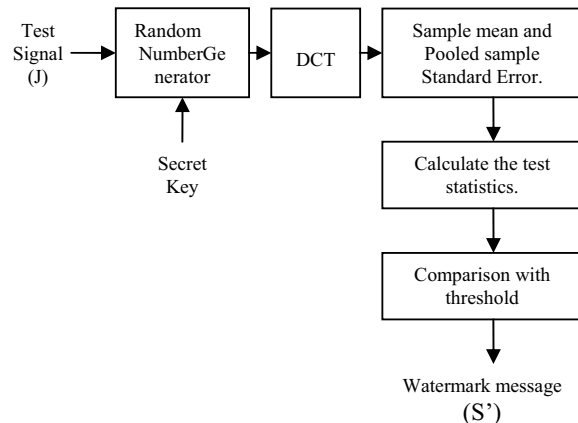 Test
Signal
(J)
Random
NumberGe
nerator
DCT
Sample mean and
Pooled sample
Standard Error.
Secret
Key
Calculate the test
statistics.
Comparison with
threshold
Watermark message
(S’)